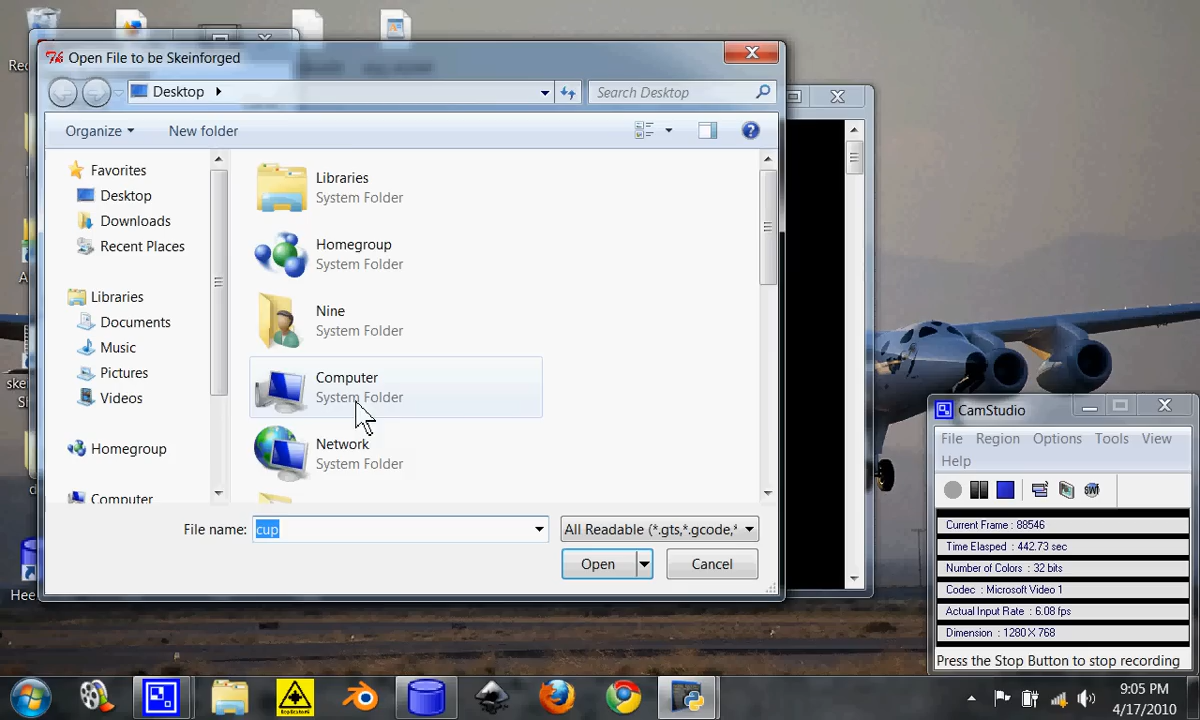 Open File to be Skeinforged
Desktop
Search Desktop
Organize
New folder
Favorites
Desktop
Downloads
Recent Places
Libraries
Documents
Music
Pictures
Videos
Homegroup
Computer
Libraries
System Folder
Homegroup
System Folder
Nine
System Folder
Computer
System Folder
Network
System Folder
File name:
cup
All Readable (*.gts,*.gcode,*
Open
Cancel
CamStudio
File Region Options Tools View
Help
Current Frame : 88546
Time Elasped : 442.73 sec
Number of Colors : 32 bits
Codec : Microsoft Video 1
Actual Input Rate : 6.08 fps
Dimension : 1280 X 768
Press the Stop Button to stop recording
9:05 PM
4/17/2010